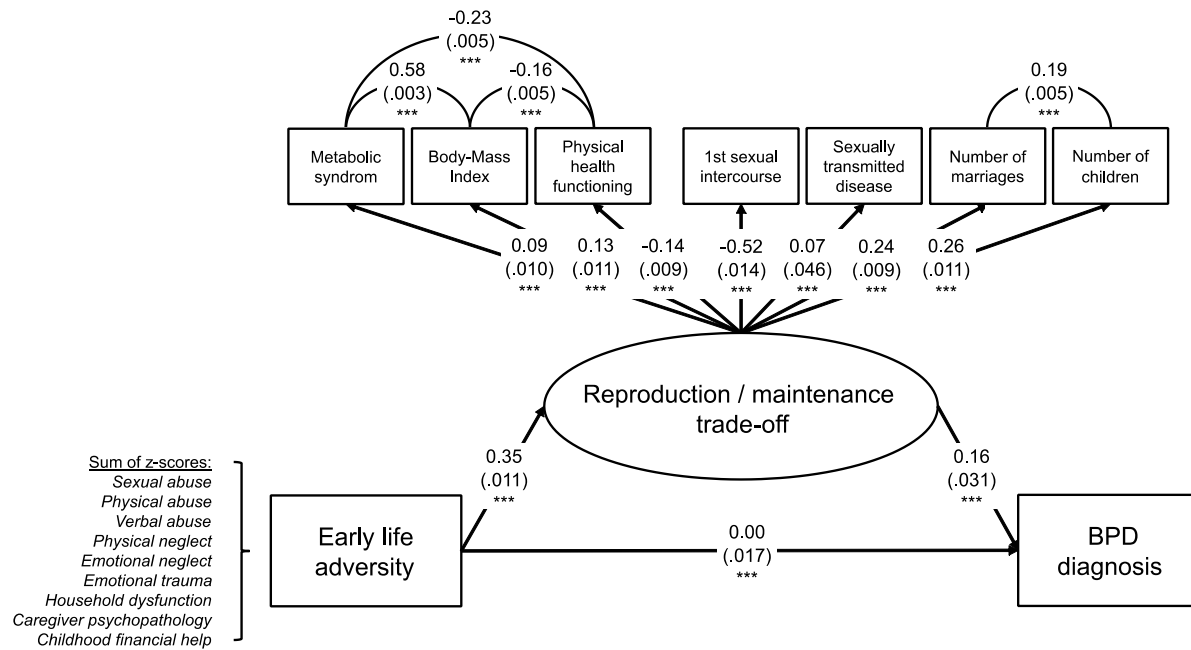 -0.23
(.005)
***
0.58
(.003)
***
-0.16
(.005)
***
0.19
(.005)
***
Metabolic
syndrom
Body-Mass
Index
Physical
health
functioning
1st sexual
intercourse
Sexually
transmitted
disease
Number of
marriages
Number of
children
0.09
(.010)
***
0.13
(.011)
***
-0.14
(.009)
***
-0.52
(.014)
***
0.07
(.046)
***
0.24
(.009)
***
0.26
(.011)
***
Reproduction / maintenance
trade-off
0.35
(.011)
***
0.16
(.031)
***
Sum of z-scores:
Sexual abuse
Physical abuse
Verbal abuse
Physical neglect
Emotional neglect
Emotional trauma
Household dysfunction
Caregiver psychopathology
Childhood financial help
Early life
adversity
0.00
(.017)
***
BPD
diagnosis